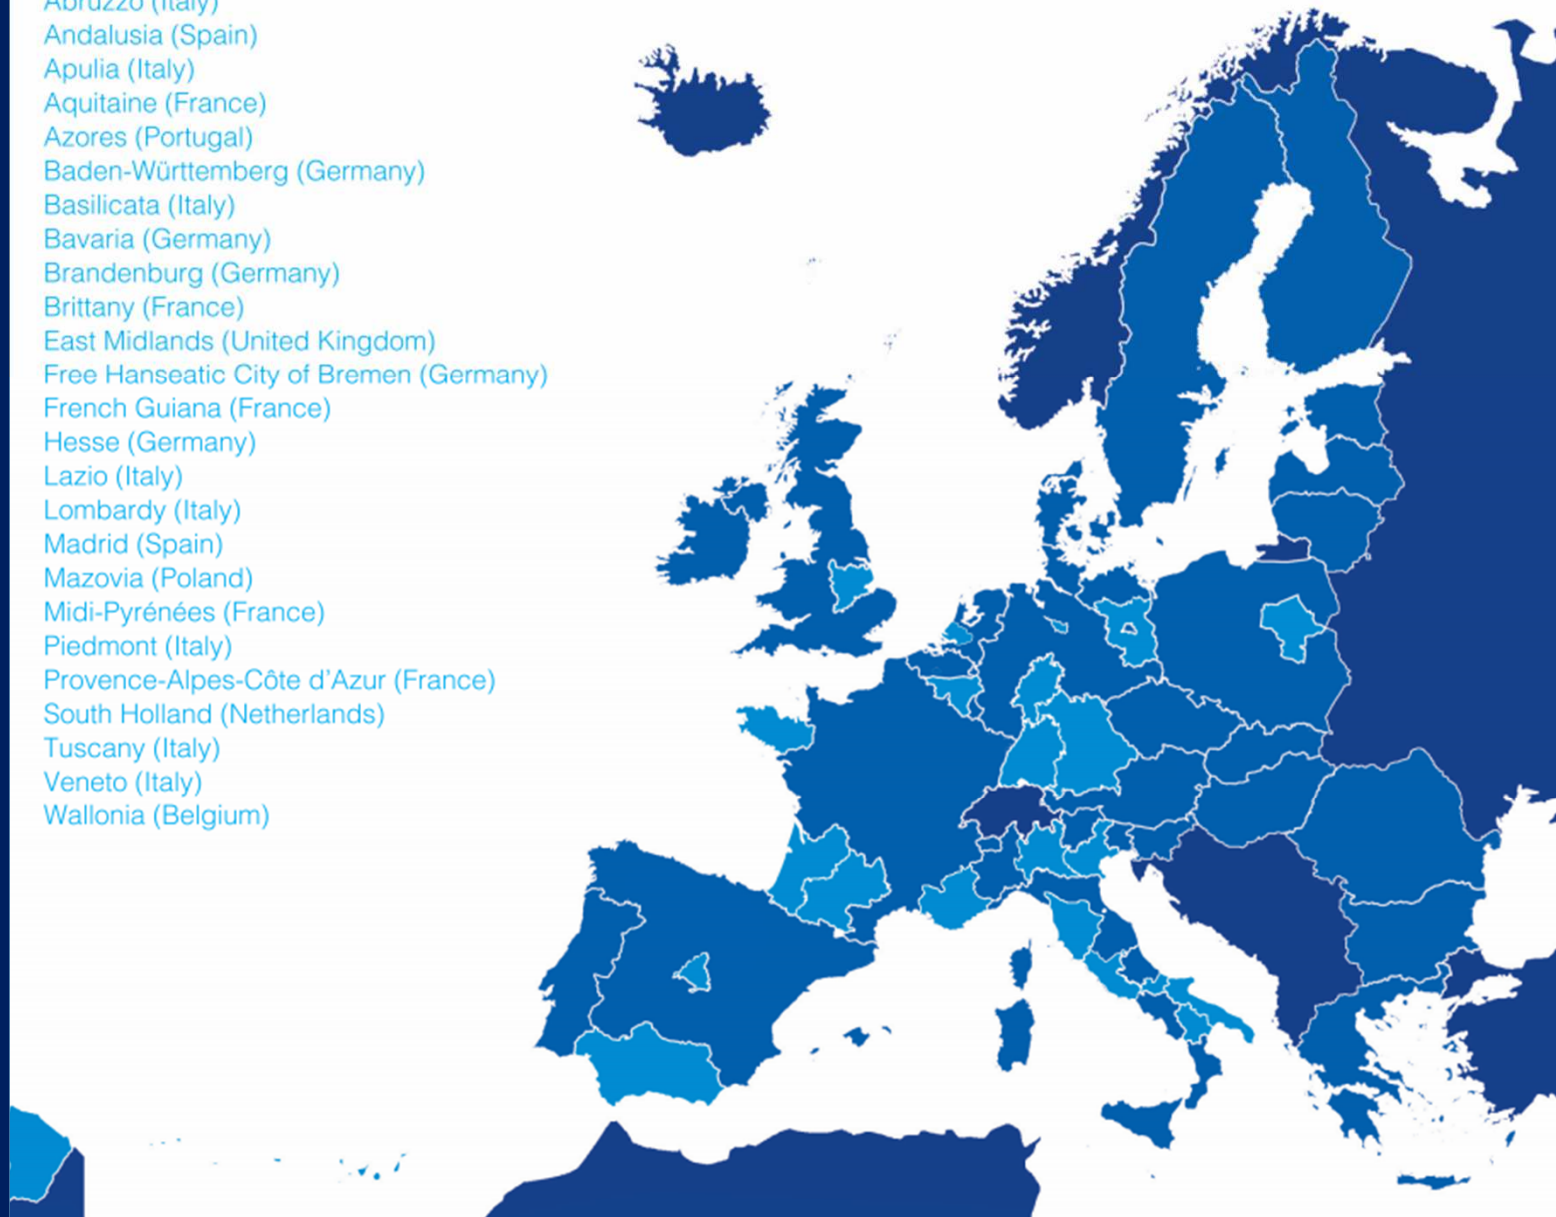 Abruzzo (Italy)
Andalusia (Spain)
Apulia (Italy)
Aquitaine (France)
Azores (Portugal)
Baden-Württemberg (Germany)
Basilicata (Italy)
Bavaria (Germany)
Brandenburg (Germany)
Brittany (France)
East Midlands (United Kingdom)
Free Hanseatic City of Bremen (Germany)
French Guiana (France)
Hesse (Germany)
Lazio (Italy)
Lombardy (Italy)
Madrid (Spain)
Mazovia (Poland)
Midi-Pyrénées (France)
Piedmont (Italy)
Provence-Alpes-Côte d'Azur (France)
South Holland (Netherlands)
Tuscany (Italy)
Veneto (Italy)
Wallonia (Belgium)